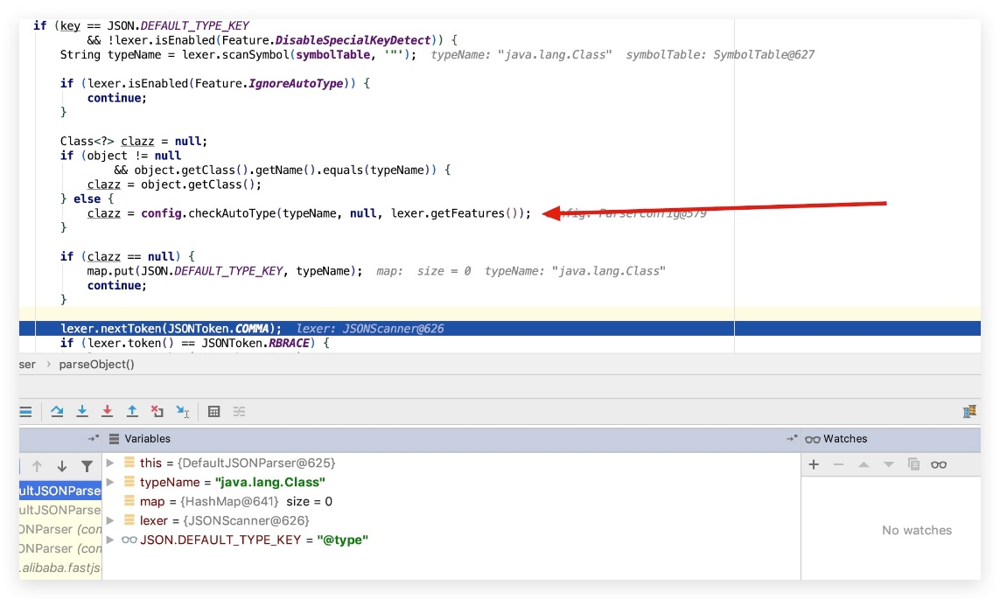 if (key == JSON.DEFAULT_TYPE_KEY
&& !lexer.isEnabled(Feature.DisableSpecialKeyDetect)) {
String typeName = lexer.scanSymbol(symbolTable, '"'); typeName: "java.lang.Class" symbolTable: SymbolTable@627
if (lexer.isEnabled(Feature.IgnoreAutoType)) {
continue;
}
Class<?> clazz = null;
if (object != null
&& object.getClass().getName().equals(typeName)) {
clazz = object.getClass();
} else {
clazz = config.checkAutoType(typeName, null, lexer.getFeatures()); nfig: ParserConfig@579
}
if (clazz == null) {
map.put(JSON.DEFAULT_TYPE_KEY, typeName); map: size = 0 typeName: "java.lang.Class"
continue;
}
lexer.nextToken(JSONToken.COMMA); lexer: JSONScanner@626
if (lexer.token() == JSONToken.RBRACE) {
ser › parseObject()
Variables
Watches
this = {DefaultJSONParser@625}
typeName = "java.lang.Class"
map = {HashMap@641} size = 0
lexer = {JSONScanner@626}
JSON.DEFAULT_TYPE_KEY = "@type"
ultJSONParse
ultJSONParse
ONParser (con
ONParser (con
.alibaba.fastjs
No watches